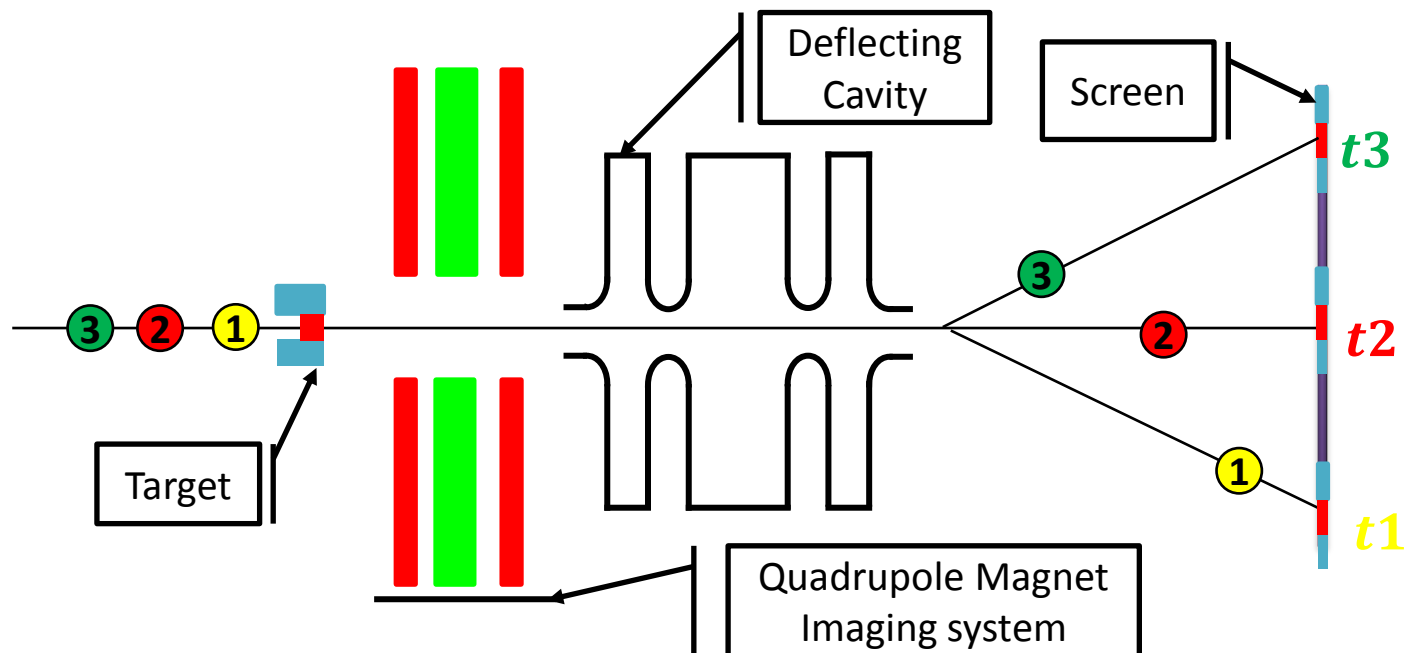 Deflecting
Cavity
Screen
t3
3
3
2
1
2
t2
1
Target
t1
Quadrupole Magnet
Imaging system